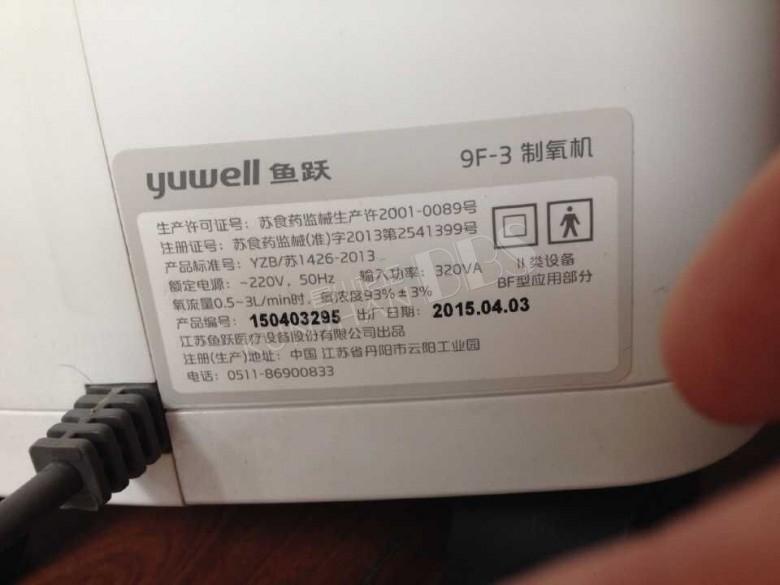 yuwell 鱼跃
9F-3 制氧机
生产许可证号：苏食药监械生产许2001-0089号
注册证号：苏食药监械(准)字2013第2541399号
产品标准号：YZB/苏1426-2013
额定电源：~220V，50Hz 输入功率：320VA
氧流量0.5~3L/min时，氧浓度93%±3%
产品编号：150403295 出厂日期：2015.04.03
江苏鱼跃医疗设备股份有限公司出品
注册(生产)地址：中国 江苏省丹阳市云阳工业园
电话：0511-86900833
II类设备
BF型应用部分
DBS